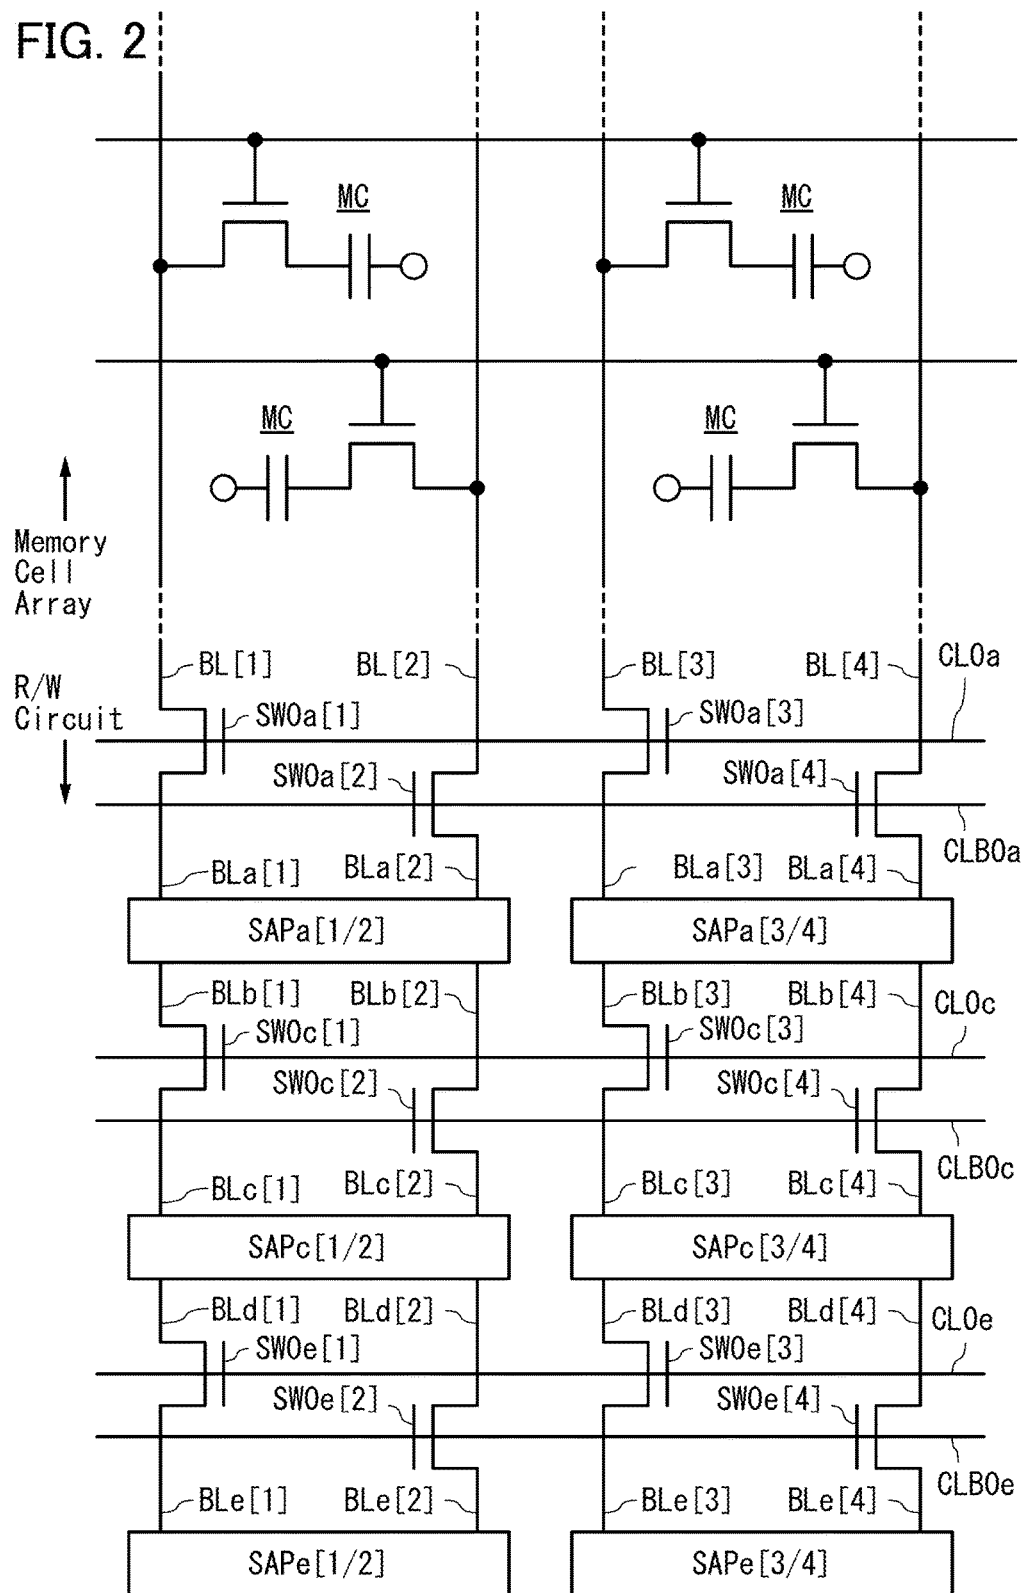 FIG. 2
MC MC
MC MC
Memory
Cell
Array
R/W
Circuit
BL[1] BL[2] BL[3] BL[4] CL0a
SW0a[1] SW0a[3]
SW0a[2] SW0a[4]
CLB0a
BLa[1] BLa[2] BLa[3] BLa[4]
SAPa[1/2] SAPa[3/4]
BLb[1] BLb[2] BLb[3] BLb[4] CL0c
SW0c[1] SW0c[3]
SW0c[2] SW0c[4]
CLB0c
BLc[1] BLc[2] BLc[3] BLc[4]
SAPc[1/2] SAPc[3/4]
BLd[1] BLd[2] BLd[3] BLd[4] CL0e
SW0e[1] SW0e[3]
SW0e[2] SW0e[4]
CLB0e
BLe[1] BLe[2] BLe[3] BLe[4]
SAPe[1/2] SAPe[3/4]